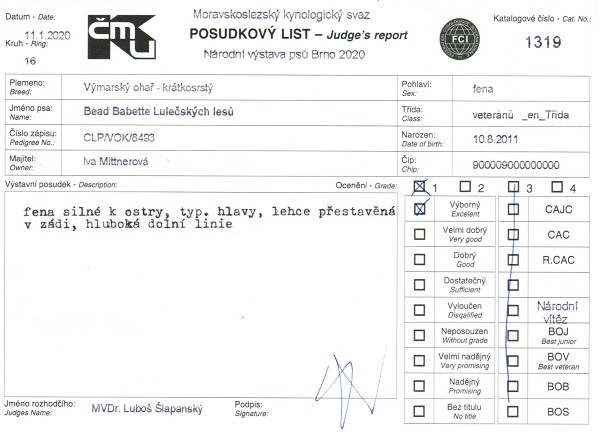 Datum - Date: 11.1.2020
Kruh - Ring: 16
ČMKU
Moravskoslezský kynologický svaz
POSUDKOVÝ LIST – Judge's report
Národní výstava psů Brno 2020
FCI
Katalogové číslo - Cat. No.:
1319
Plemeno: Výmarský ohař - krátkosrstý
Breed:
Pohlaví: fena
Sex:
Jméno psa: Bead Babette Lulečských lesů
Name:
Třída: veteránů _en_Třída
Class:
Číslo zápisu: CLP/VOK/8493
Pedigree No.:
Narozen: 10.8.2011
Date of birth:
Majitel: Iva Mittnerová
Owner:
Čip: 900009000000000
Chip:
Výstavní posudek - Description:
Ocenění - Grade: 1 2 3 4
fena silné k ostry, typ. hlavy, lehce přestavěná
v zádi, hluboká dolní linie
Výborný
Excelent
CAJC
Velmi dobrý
Very good
CAC
Dobrý
Good
R.CAC
Dostatečný
Sufficient
Vyloučen
Disqalified
Národní
vítěz
Neposouzen
Without grade
BOJ
Best junior
Velmi nadějný
Very promising
BOV
Best veteran
Nadějný
Promising
BOB
Bez titulu
No title
BOS
Jméno rozhodčího: MVDr. Luboš Šlapanský
Judges Name:
Podpis:
Signature: